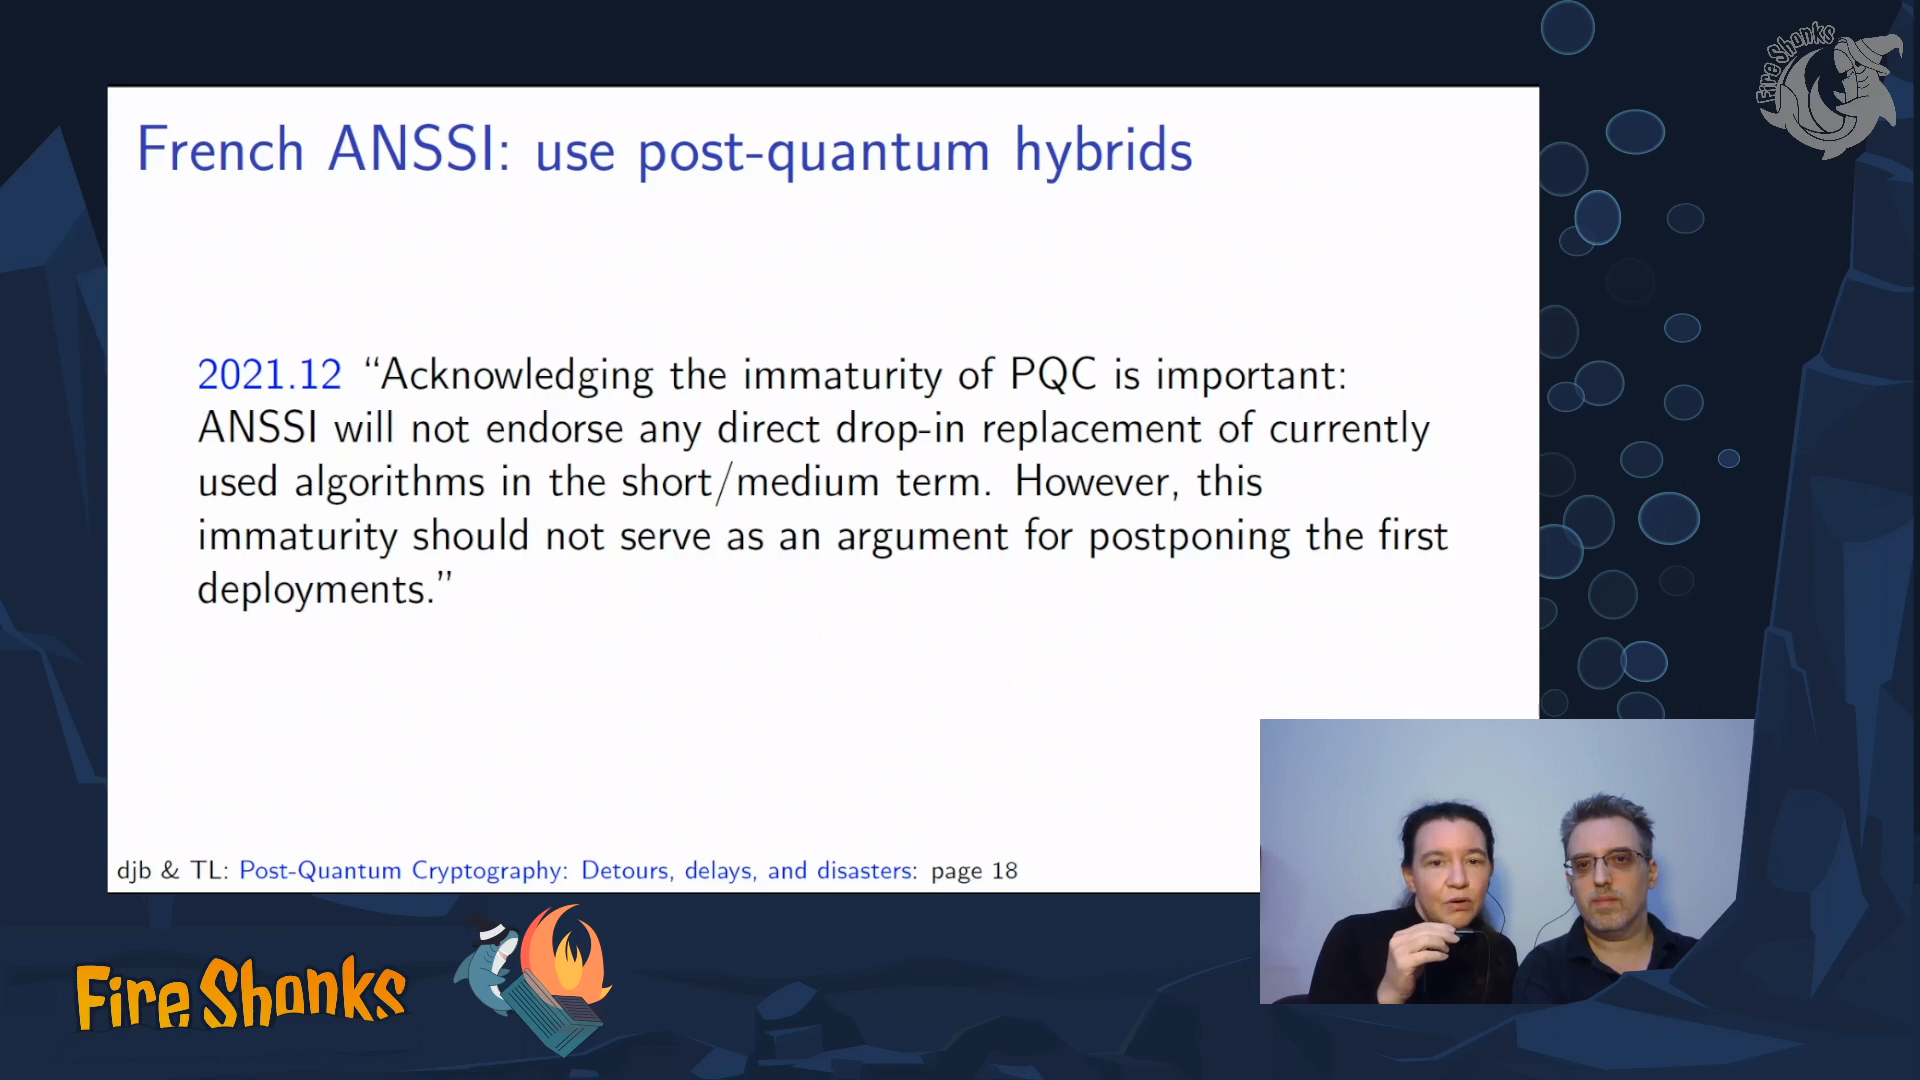 Fire Shonks
French ANSSI: use post-quantum hybrids
2021.12 “Acknowledging the immaturity of PQC is important:
ANSSI will not endorse any direct drop-in replacement of currently
used algorithms in the short/medium term. However, this
immaturity should not serve as an argument for postponing the first
deployments.”
djb & TL: Post-Quantum Cryptography: Detours, delays, and disasters: page 18
Fire Shonks